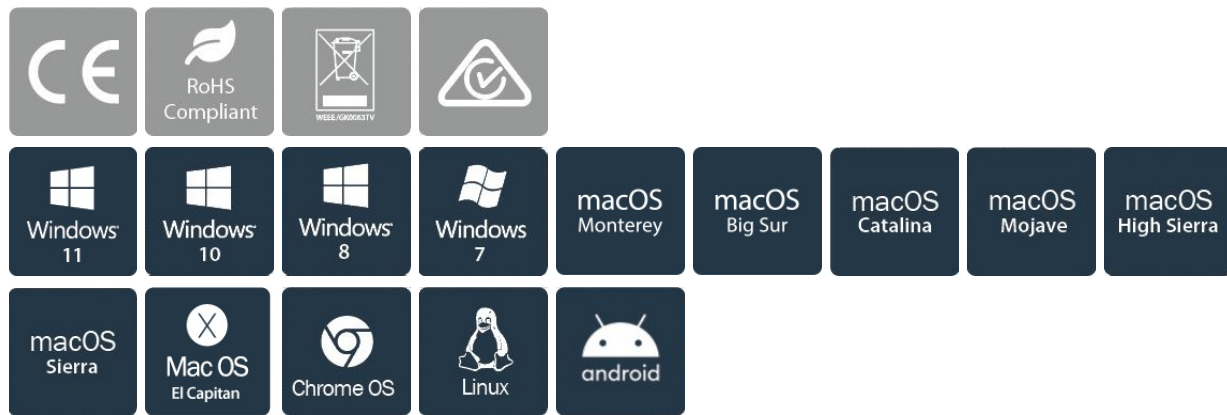 CE
RoHS
Compliant
WEEE/GK0083TV
Windows
11
Windows
10
Windows
8
Windows
7
macOS
Monterey
macOS
Big Sur
macOS
Catalina
macOS
Mojave
macOS
High Sierra
macOS
Sierra
X
Mac OS
El Capitan
Chrome OS
Linux
android